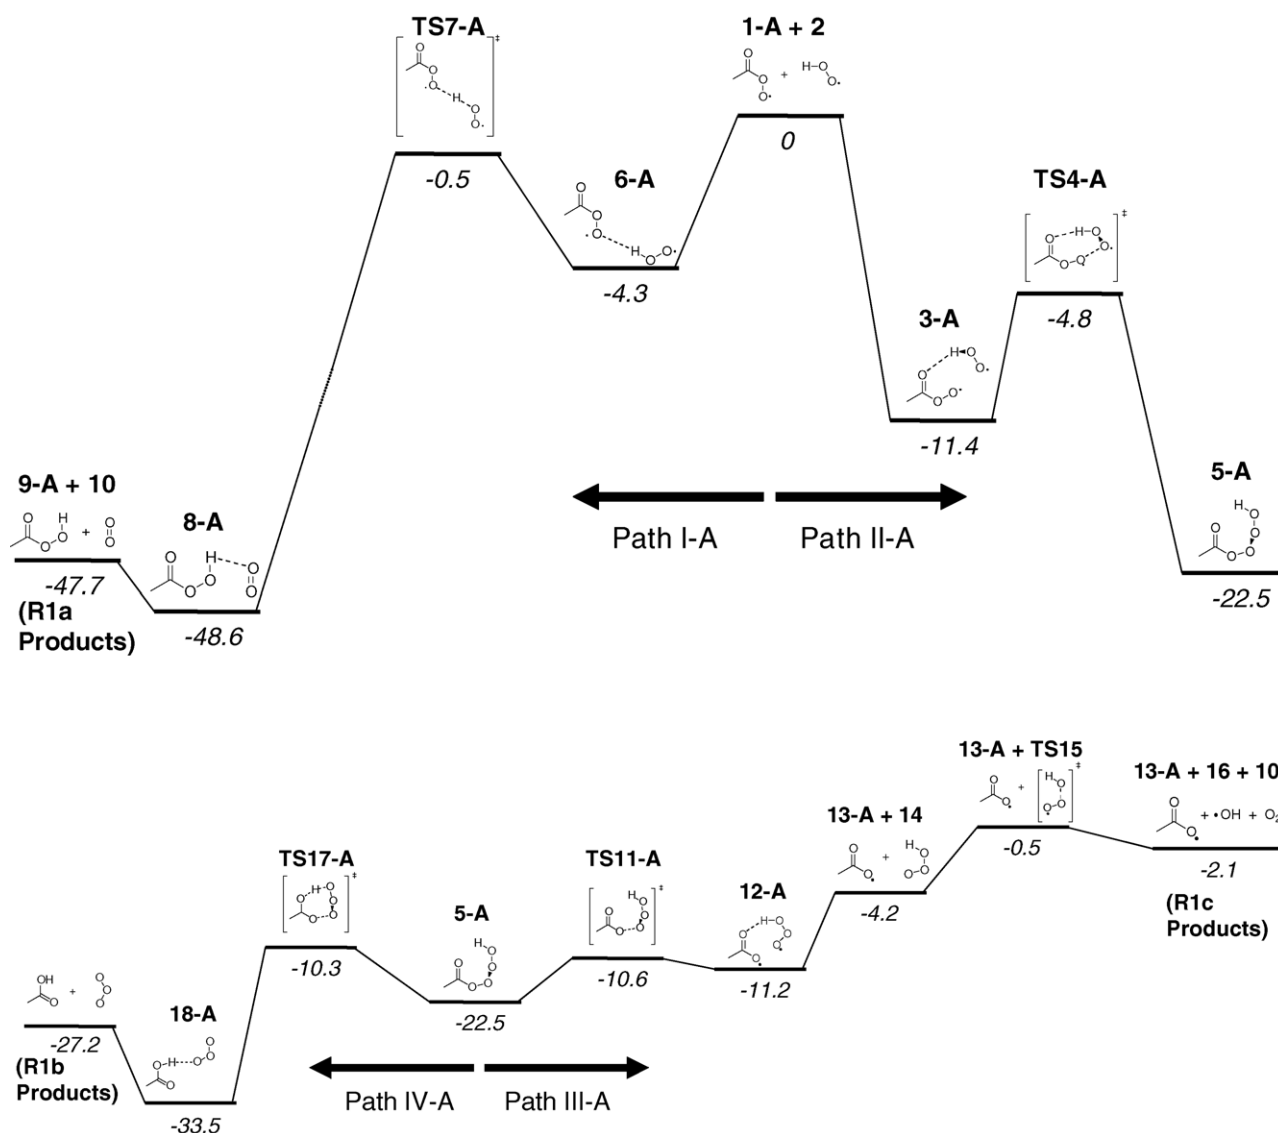 TS7-A
1-A + 2
-0.5
0
6-A
TS4-A
-4.3
-4.8
3-A
-11.4
9-A + 10
8-A
5-A
Path I-A
Path II-A
-47.7
(R1a
Products)
-48.6
-22.5
13-A + TS15
13-A + 16 + 10
+ •OH + O2
13-A + 14
-0.5
-2.1
(R1c
Products)
TS17-A
TS11-A
5-A
12-A
-4.2
-10.3
-10.6
-11.2
18-A
-22.5
-27.2
(R1b
Products)
Path IV-A
Path III-A
-33.5